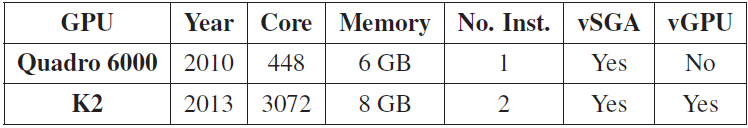 GPU Year Core Memory No. Inst. vSGA vGPU
Quadro 6000 2010 448 6 GB 1 Yes No
K2 2013 3072 8 GB 2 Yes Yes